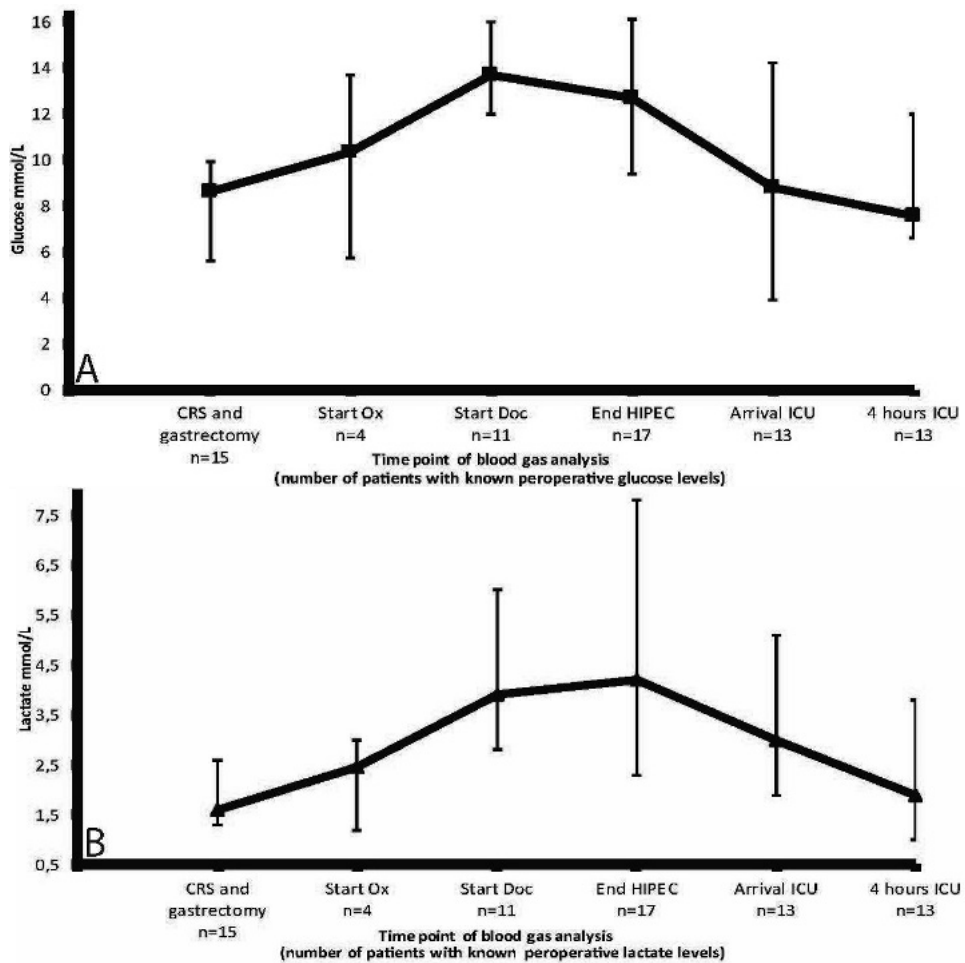 16
14
12
10
8
6
4
2
0
Glucose mmol/L
A
CRS and gastrectomy n=15
Start Ox n=4
Start Doc n=11
End HIPEC n=17
Arrival ICU n=13
4 hours ICU n=13
Time point of blood gas analysis
(number of patients with known peroperative glucose levels)
7,5
6,5
5,5
4,5
3,5
2,5
1,5
0,5
Lactate mmol/L
B
CRS and gastrectomy n=15
Start Ox n=4
Start Doc n=11
End HIPEC n=17
Arrival ICU n=13
4 hours ICU n=13
Time point of blood gas analysis
(number of patients with known peroperative lactate levels)